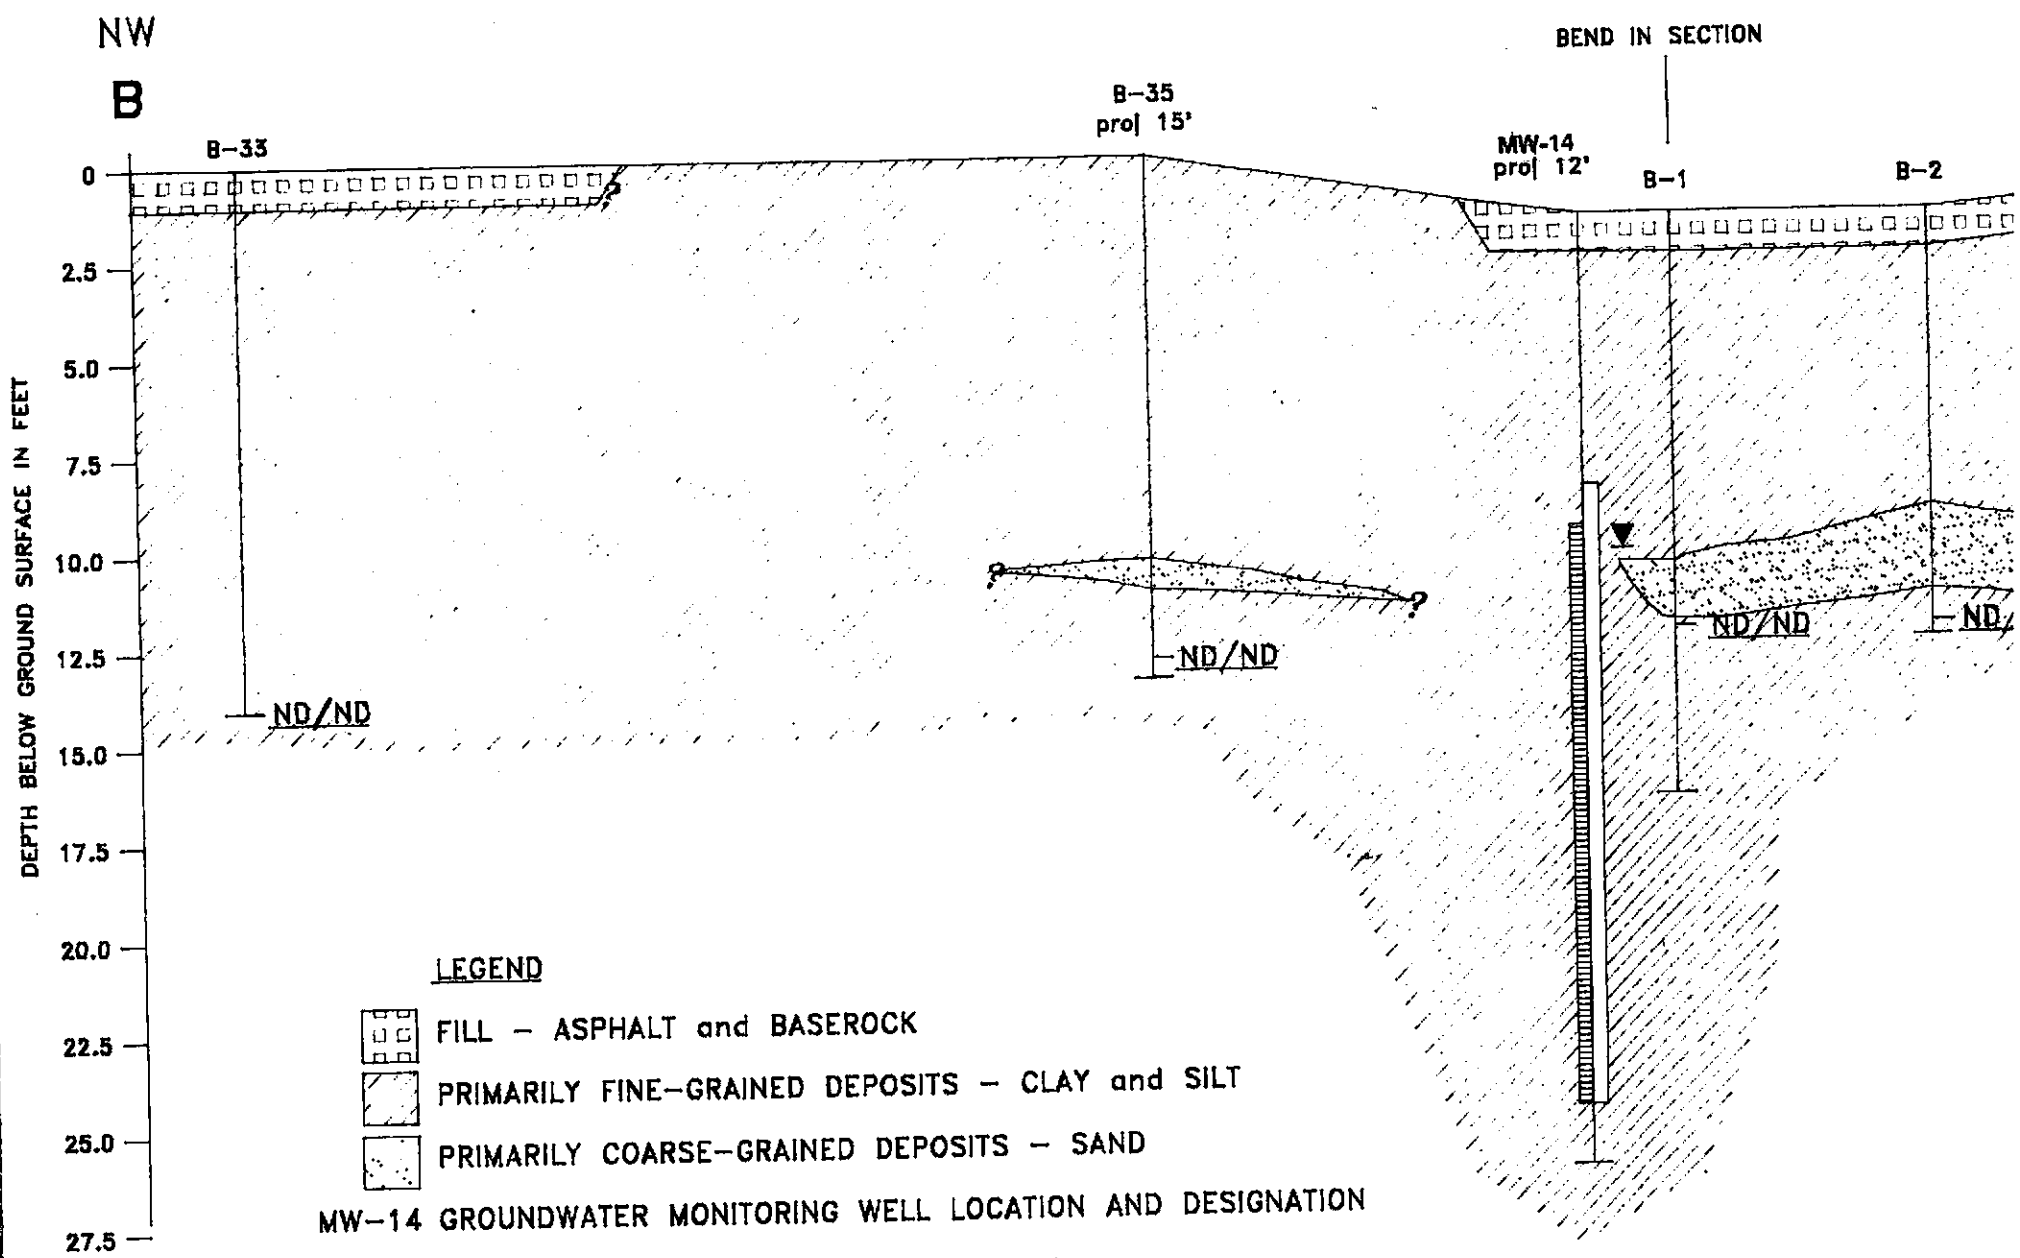 NW
BEND IN SECTION
B
B-35
proj 15'
B-33
MW-14
proj 12'
B-1
B-2
0
2.5
5.0
7.5
10.0
12.5
15.0
17.5
20.0
22.5
25.0
27.5
DEPTH BELOW GROUND SURFACE IN FEET
?
?
?
ND/ND
ND/ND
ND/ND
ND/
LEGEND
FILL - ASPHALT and BASEROCK
PRIMARILY FINE-GRAINED DEPOSITS - CLAY and SILT
PRIMARILY COARSE-GRAINED DEPOSITS - SAND
MW-14 GROUNDWATER MONITORING WELL LOCATION AND DESIGNATION